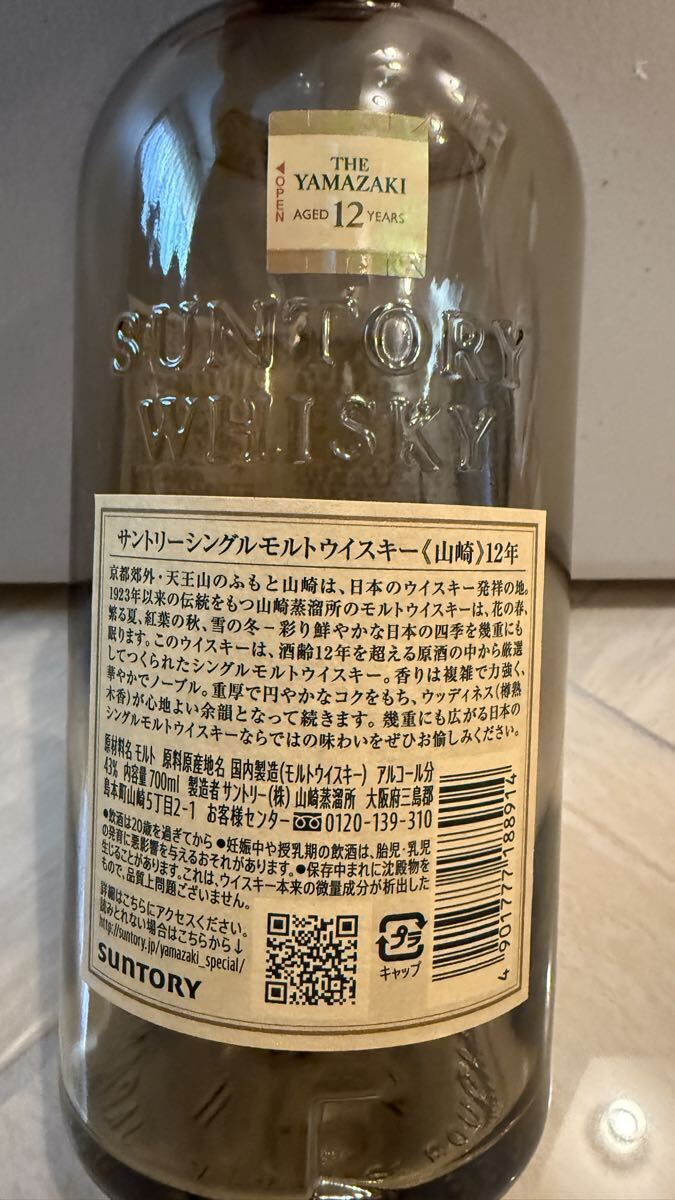 THE
YAMAZAKI
AGED 12 YEARS
◀OPEN
SUNTORY
WHISKY
サントリーシングルモルトウイスキー《山崎》12年
京都郊外・天王山のふもと山崎は、日本のウイスキー発祥の地。
1923年以来の伝統をもつ山崎蒸溜所のモルトウイスキーは、花の春、
繁る夏、紅葉の秋、雪の冬－彩り鮮やかな日本の四季を幾重にも
眠ります。このウイスキーは、酒齢12年を超える原酒の中から厳選
してつくられたシングルモルトウイスキー。香りは複雑で力強く、
華やかでノーブル。重厚で円やかなコクをもち、ウッディネス(樽熟
木香)が心地よい余韻となって続きます。幾重にも広がる日本の
シングルモルトウイスキーならではの味わいをぜひお愉しみください。
原材料名 モルト 原料原産地名 国内製造(モルトウイスキー) アルコール分
43% 内容量 700ml 製造者 サントリー(株) 山崎蒸溜所 大阪府三島郡
島本町山崎5丁目2-1 お客様センター 0120-139-310
●飲酒は20歳を過ぎてから ●妊娠中や授乳期の飲酒は、胎児・乳児
の発育に悪影響を与えるおそれがあります。●保存中まれに沈殿物を
生じることがあります。これは、ウイスキー本来の微量成分が析出した
もので、品質上問題ございません。
詳細はこちらにアクセスください。
読みとれない場合はこちらから↓
http://suntory.jp/yamazaki_special/
SUNTORY
プラ
キャップ
4901777188914